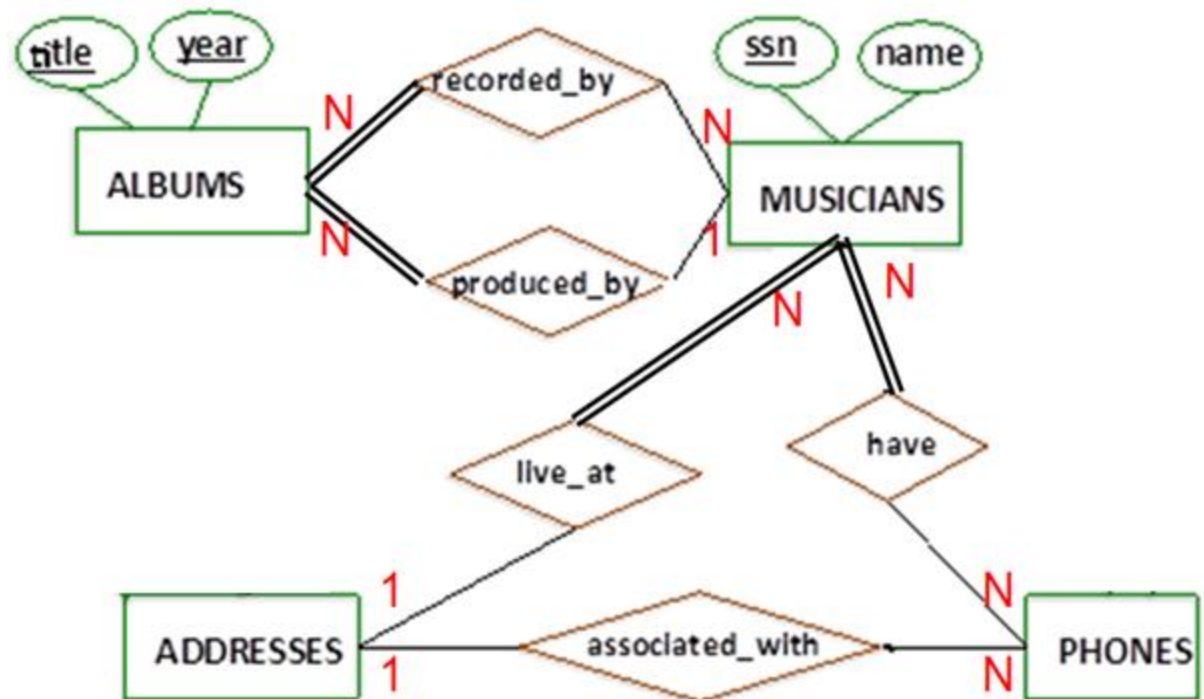 title
year
ssn
name
recorded_by
N
N
ALBUMS
MUSICIANS
N
1
produced_by
N
N
have
live_at
1
N
ADDRESSES
associated_with
PHONES
1
N